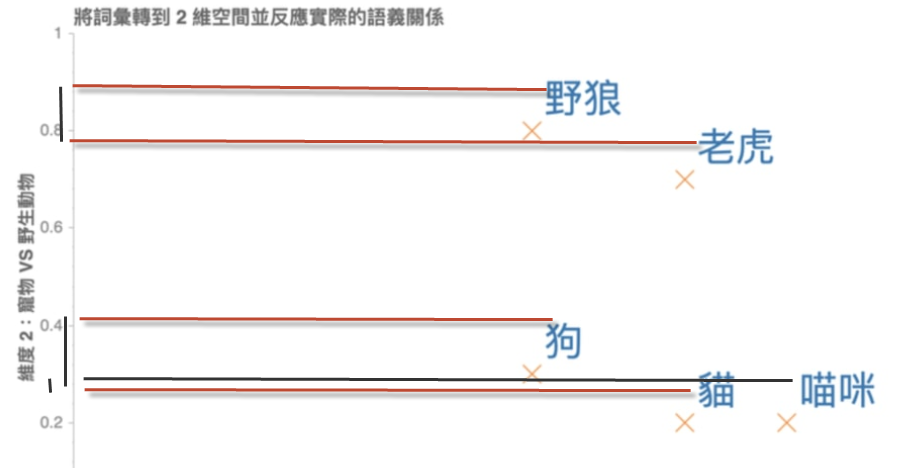 將詞彙轉到 2 維空間並反應實際的語義關係
1
野狼
0.8
老虎
維度 2：寵物 VS 野生動物
0.6
0.4
狗
貓
喵咪
0.2